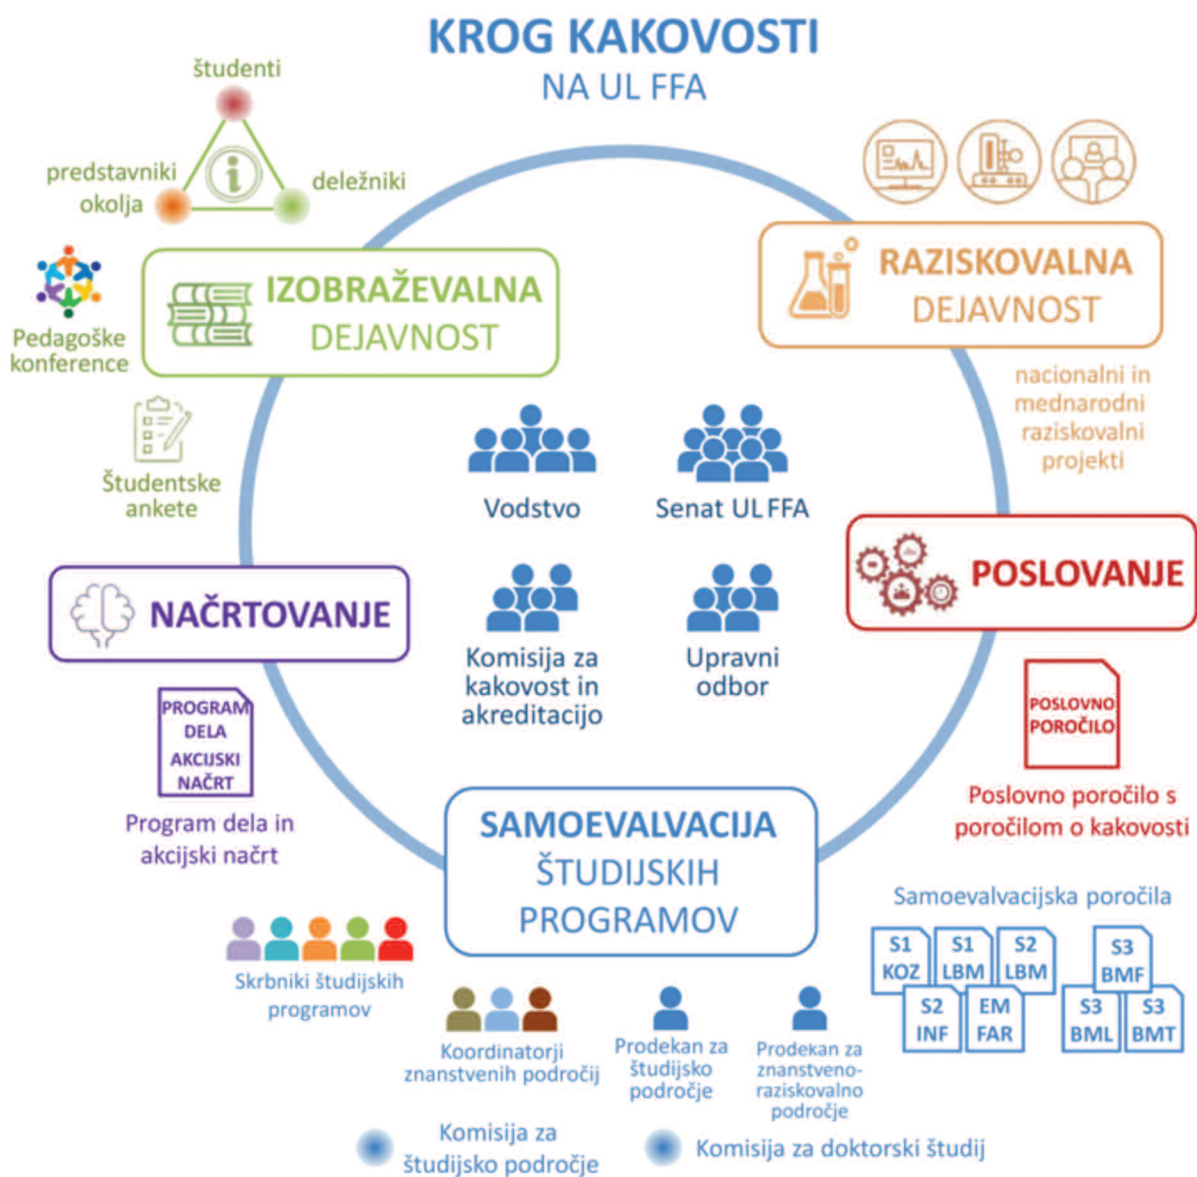 KROG KAKOVOSTI
NA UL FFA
študenti
predstavniki
okolja
deležniki
i
IZOBRAŽEVALNA
DEJAVNOST
Pedagoške
konference
Študentske
ankete
RAZISKOVALNA
DEJAVNOST
nacionalni in
mednarodni
raziskovalni
projekti
Vodstvo
Senat UL FFA
Komisija za
kakovost in
akreditacijo
Upravni
odbor
NAČRTOVANJE
PROGRAM
DELA
AKCIJSKI
NAČRT
Program dela in
akcijski načrt
POSLOVANJE
POSLOVNO
POROČILO
Poslovno poročilo s
poročilom o kakovosti
SAMOEVALVACIJA
ŠTUDIJSKIH
PROGRAMOV
Samoevalvacijska poročila
S1
KOZ
S1
LBM
S2
LBM
S3
BMF
S2
INF
EM
FAR
S3
BML
S3
BMT
Skrbniki študijskih
programov
Koordinatorji
znanstvenih področij
Prodekan za
študijsko
področje
Prodekan za
znanstveno-
raziskovalno
področje
Komisija za
študijsko področje
Komisija za doktorski študij